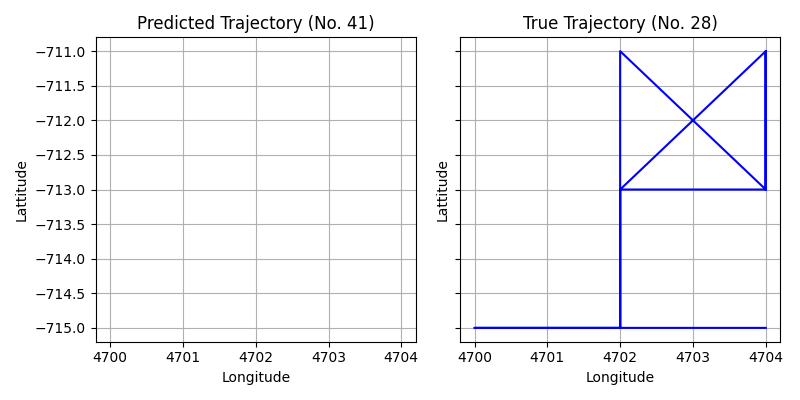 Predicted Trajectory (No. 41)
True Trajectory (No. 28)
−711.0
−711.5
−712.0
−712.5
−713.0
−713.5
−714.0
−714.5
−715.0
Lattitude
Lattitude
4700 4701 4702 4703 4704
4700 4701 4702 4703 4704
Longitude
Longitude